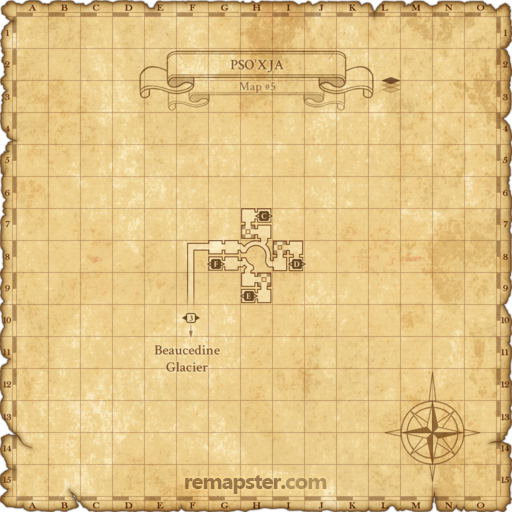 A B C D E F G H I J K L M N O
PSO'XJA
Map #5
1 1
2 2
3 3
4 4
5 5
6 6
7 7
C
8 8
F D
9 9
E
10 10
3
Beaucedine
Glacier
11 11
12 12
13 13
14 14
15 15
remapster.com
A B C D E F G H I J K L M N O